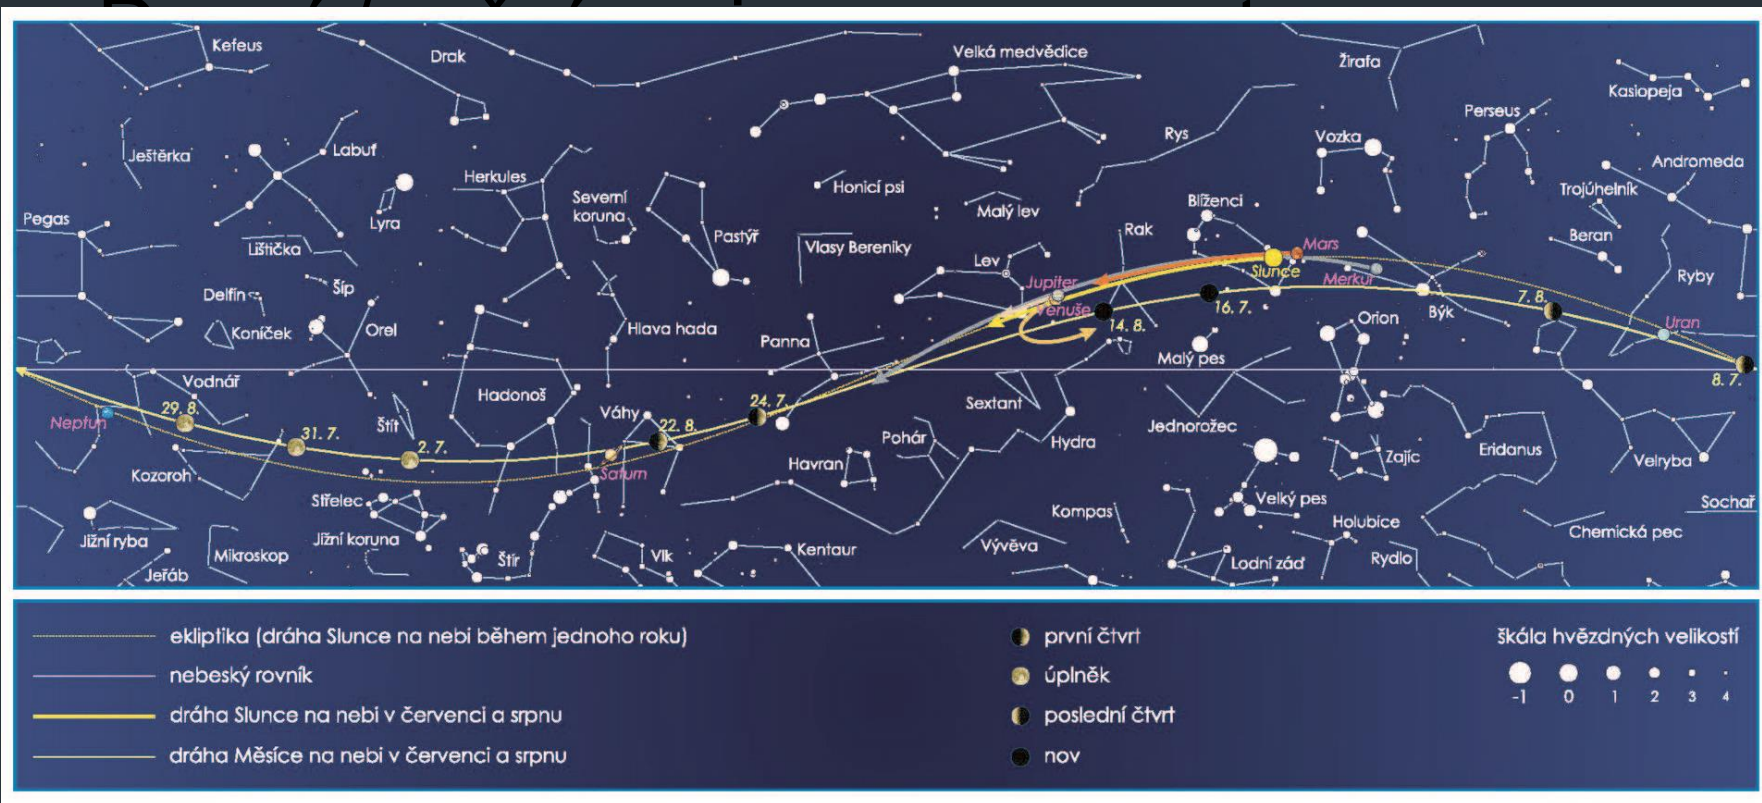 Kefeus
Drak
Velká medvědice
Žirafa
Kasiopeja
Perseus
Ještěrka
Labuť
Rys
Vozka
Andromeda
Herkules
Honicí psi
Trojúhelník
Lyra
Severní
koruna
Malý lev
Blíženci
Pegas
Lištička
Pastýř
Vlasy Bereniky
Rak
Mars
Beran
Lev
Slunce
Merkur
Ryby
Delfín
Šíp
Jupiter
Venuše
16. 7.
Býk
7. 8.
Koníček
Orel
Hlava hada
Panna
14. 8.
Orion
Uran
Malý pes
Vodnář
8. 7.
Hadonoš
Sextant
Neptun
29. 8.
Štít
Váhy
24. 7.
22. 8.
Jednorožec
31. 7.
2. 7.
Pohár
Hydra
Zajíc
Eridanus
Velryba
Kozoroh
Saturn
Havran
Střelec
Velký pes
Sochař
Jižní ryba
Mikroskop
Jižní koruna
Kompas
Holubice
Chemická pec
Jeřáb
Štír
Vlk
Kentaur
Vývěva
Lodní záď
Rydlo
ekliptika (dráha Slunce na nebi během jednoho roku)
nebeský rovník
dráha Slunce na nebi v červenci a srpnu
dráha Měsíce na nebi v červenci a srpnu
první čtvrt
úplněk
poslední čtvrt
nov
škála hvězdných velikostí
-1 0 1 2 3 4